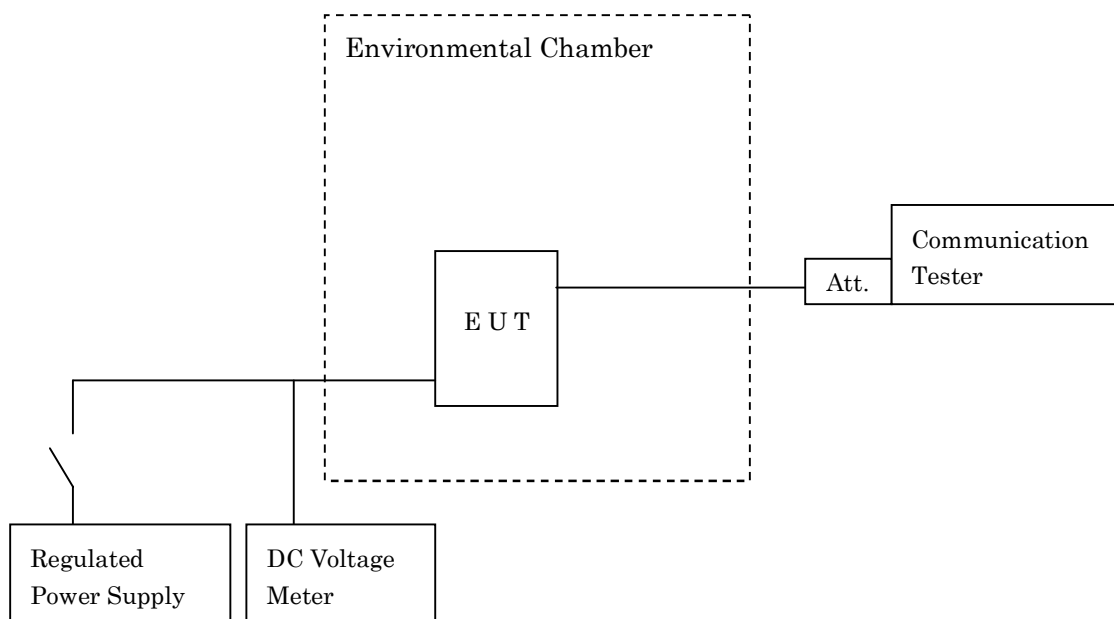 Environmental Chamber
Communication
Tester
Att.
E U T
Regulated
Power Supply
DC Voltage
Meter